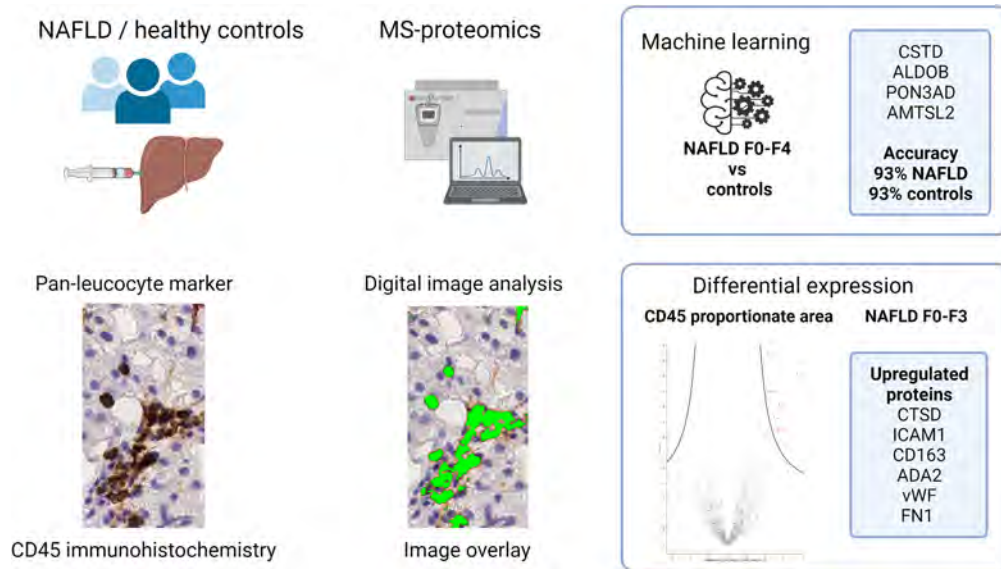 NAFLD / healthy controls
MS-proteomics
Machine learning
NAFLD F0-F4
vs
controls
CSTD
ALDOB
PON3AD
AMTSL2
Accuracy
93% NAFLD
93% controls
Pan-leucocyte marker
CD45 immunohistochemistry
Digital image analysis
Image overlay
Differential expression
CD45 proportionate area
NAFLD F0-F3
Upregulated
proteins
CTSD
ICAM1
CD163
ADA2
vWF
FN1